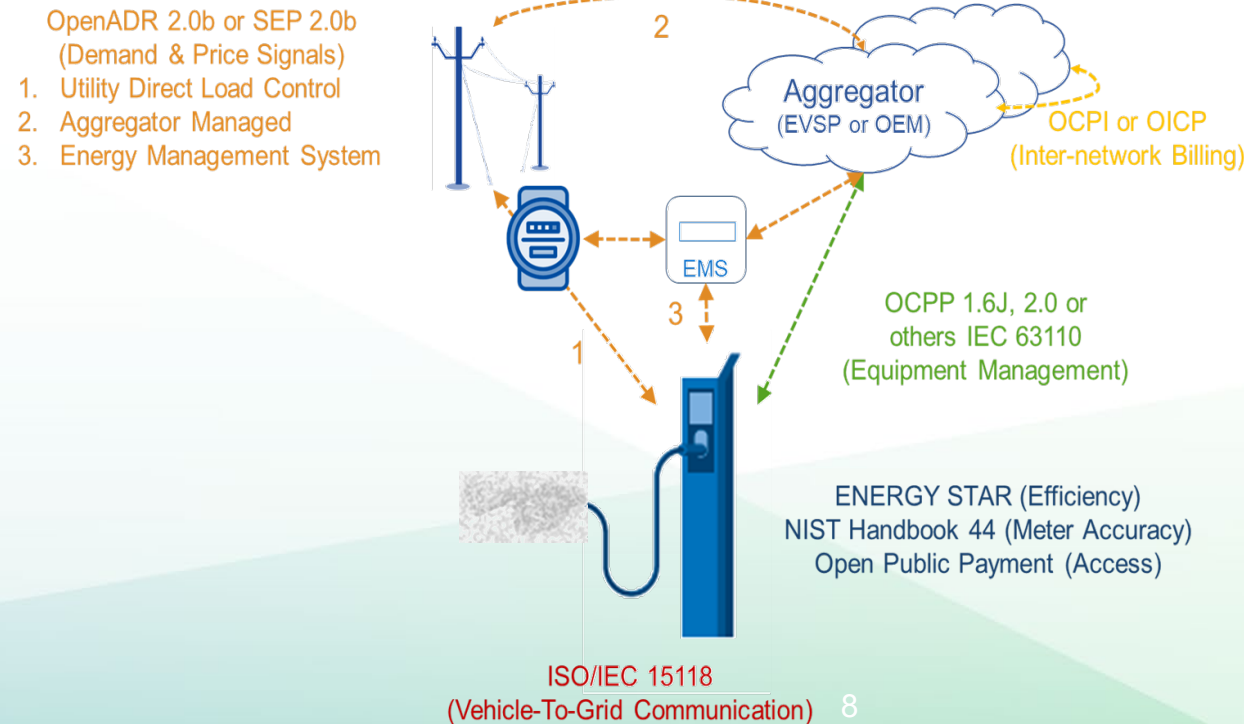 OpenADR 2.0b or SEP 2.0b
(Demand & Price Signals)
1. Utility Direct Load Control
2. Aggregator Managed
3. Energy Management System
2
Aggregator
(EVSP or OEM)
OCPI or OICP
(Inter-network Billing)
EMS
3
1
OCPP 1.6J, 2.0 or
others IEC 63110
(Equipment Management)
ENERGY STAR (Efficiency)
NIST Handbook 44 (Meter Accuracy)
Open Public Payment (Access)
ISO/IEC 15118
(Vehicle-To-Grid Communication)
8